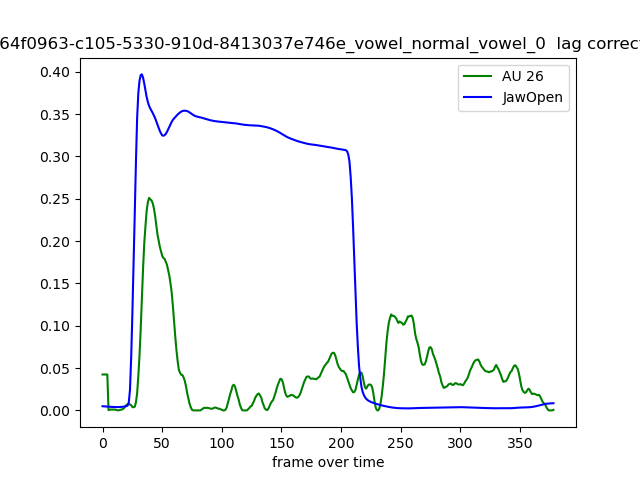 64f0963-c105-5330-910d-8413037e746e_vowel_normal_vowel_0 lag correct
AU 26
JawOpen
0.40
0.35
0.30
0.25
0.20
0.15
0.10
0.05
0.00
0 50 100 150 200 250 300 350
frame over time